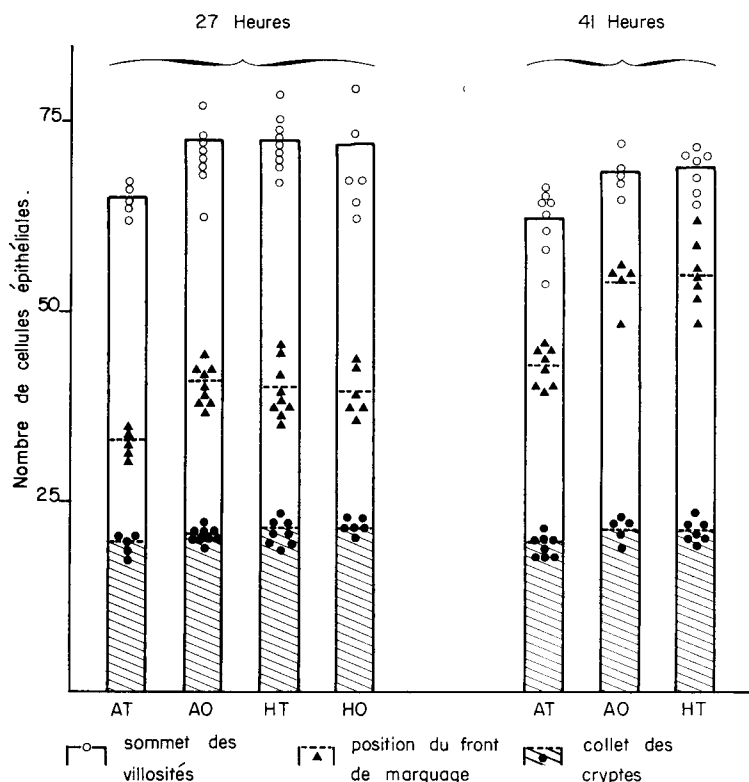 27 Heures
41 Heures
Nombre de cellules épithéliales.
75
50
25
AT AO HT HO AT AO HT
sommet des villosités
position du front de marquage
collet des cryptes